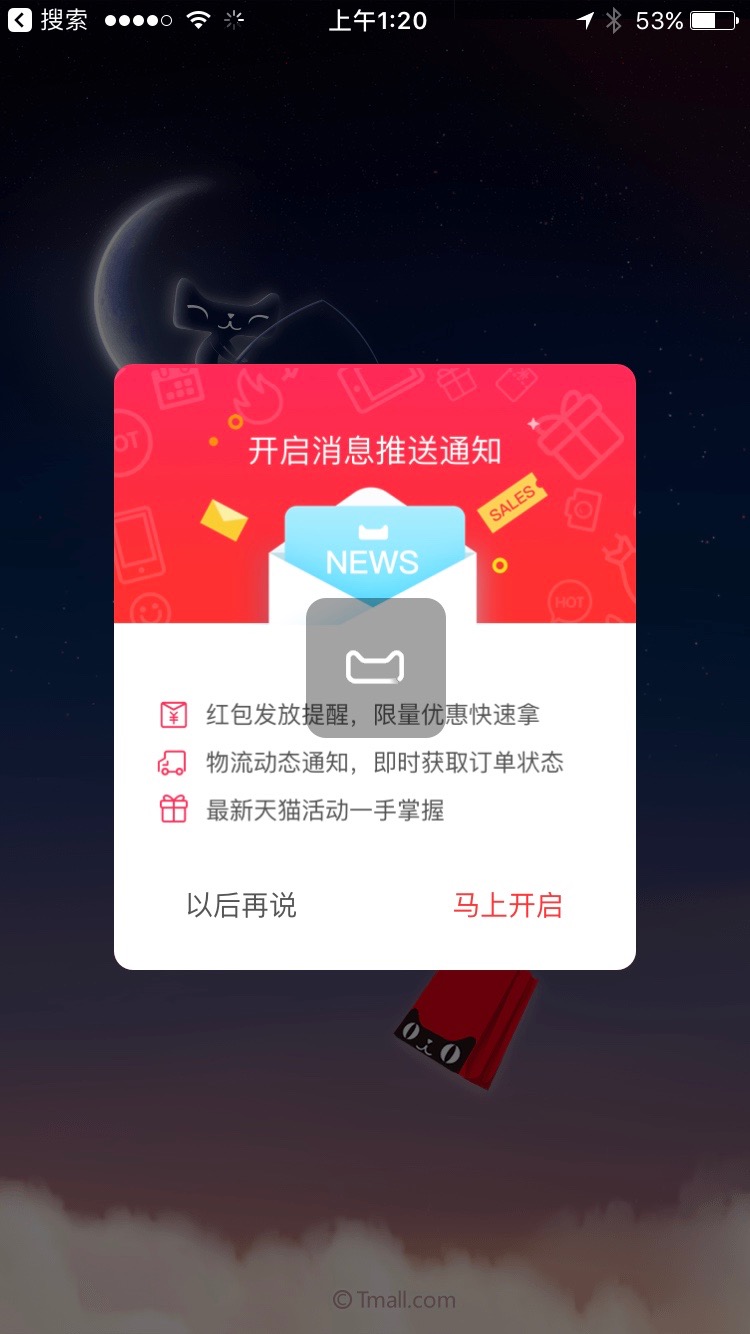 搜索 上午1:20 53%
开启消息推送通知
SALES
NEWS
HOT
HOT
红包发放提醒，限量优惠快速拿
物流动态通知，即时获取订单状态
最新天猫活动一手掌握
以后再说 马上开启
© Tmall.com